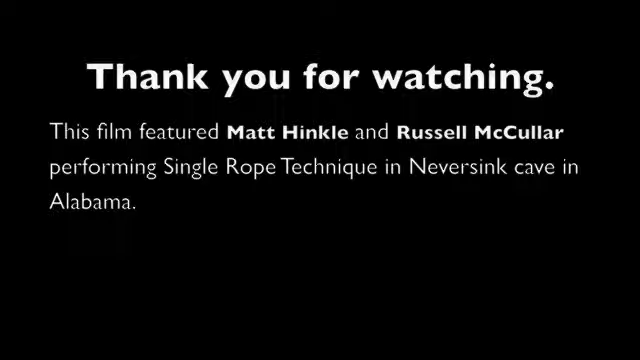 Thank you for watching.
This film featured Matt Hinkle and Russell McCullar
performing Single Rope Technique in Neversink cave in
Alabama.